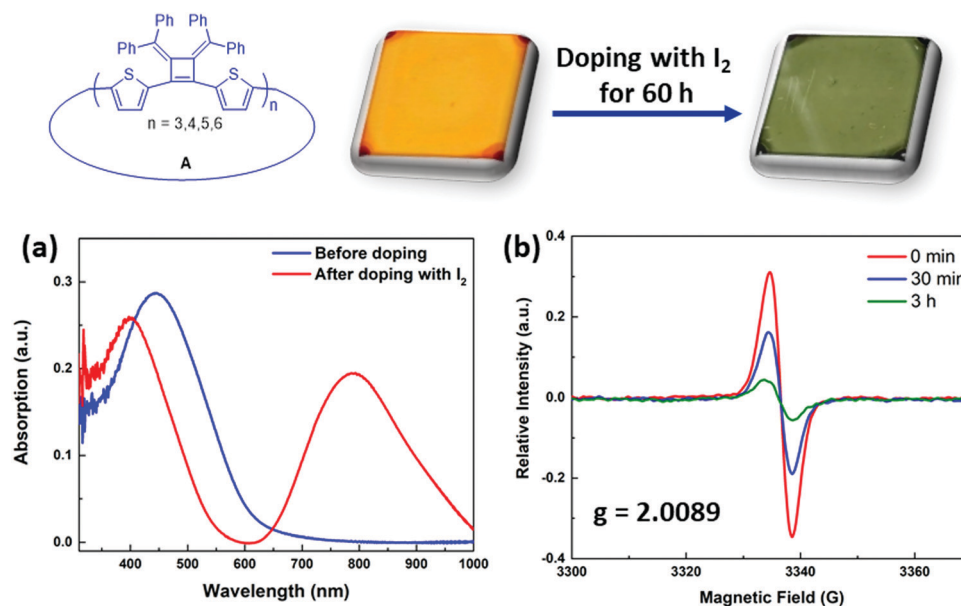 Ph
Ph
Ph
Ph
S
S
n
n = 3,4,5,6
A
Doping with I₂
for 60 h
(a)
Before doping
After doping with I₂
0.3
0.2
0.1
0.0
Absorption (a.u.)
400 500 600 700 800 900 1000
Wavelength (nm)
(b)
0 min
30 min
3 h
0.4
0.2
0.0
-0.2
-0.4
Relative Intensity (a.u.)
g = 2.0089
3300 3320 3340 3360
Magnetic Field (G)